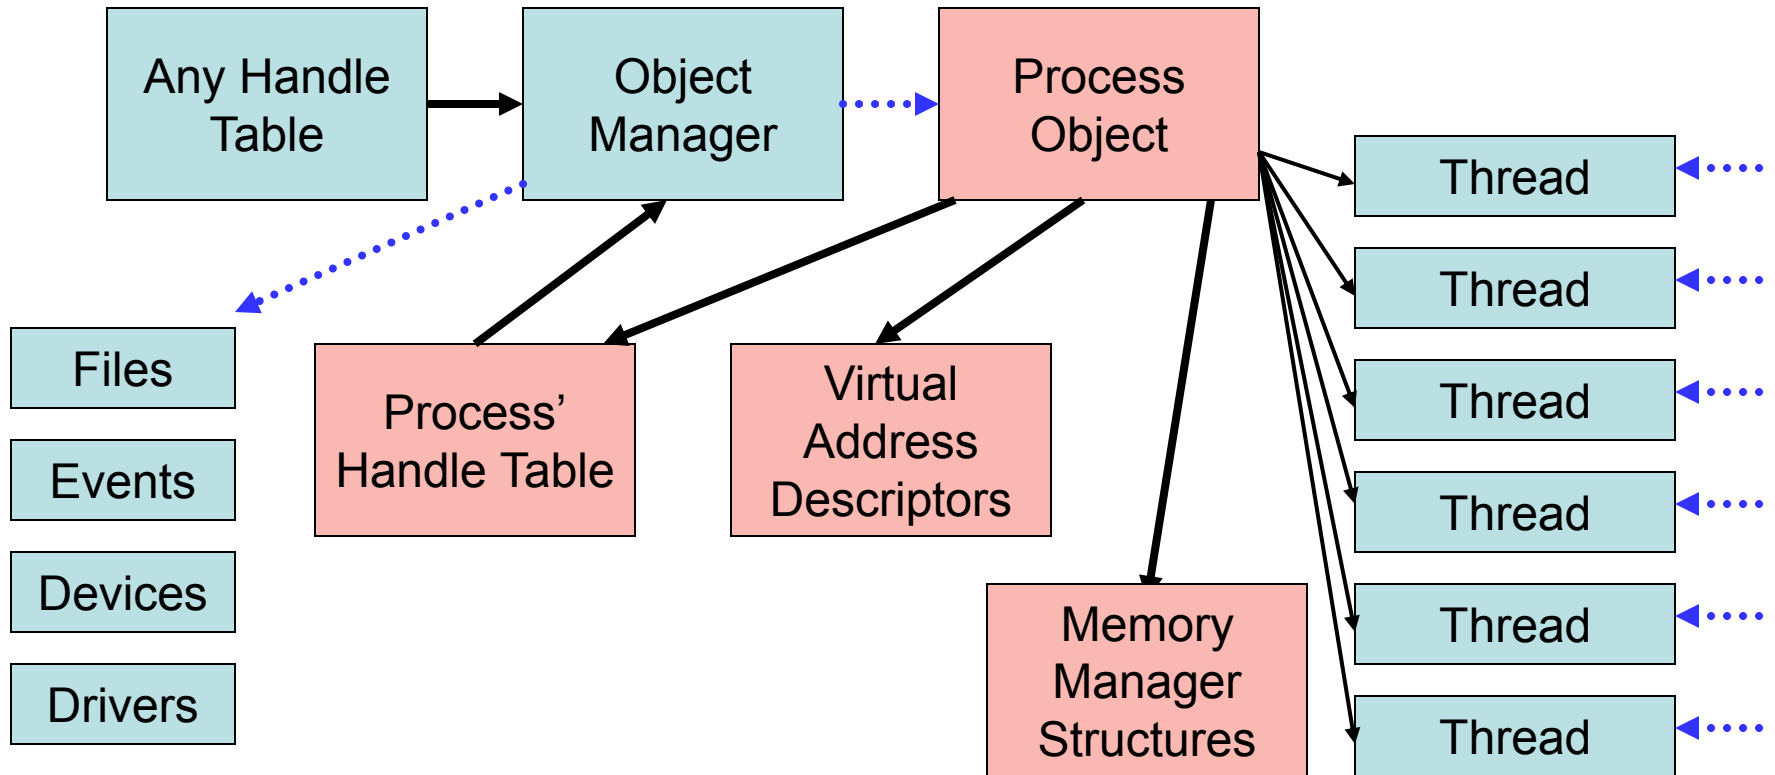 Any Handle
Table
Object
Manager
Process
Object
Thread
Thread
Thread
Thread
Thread
Thread
Files
Events
Devices
Drivers
Process’
Handle Table
Virtual
Address
Descriptors
Memory
Manager
Structures